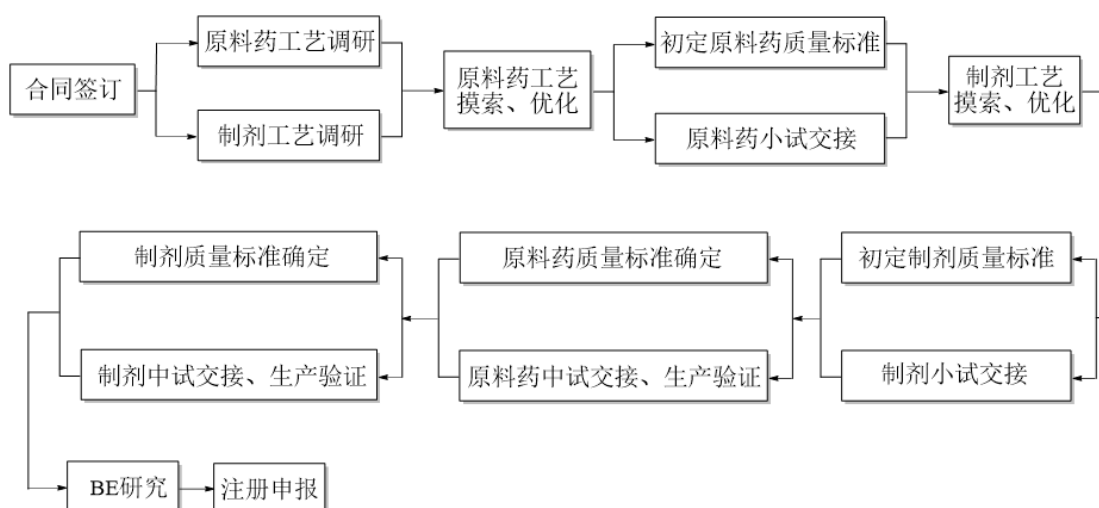 合同签订
原料药工艺调研
制剂工艺调研
原料药工艺
摸索、优化
初定原料药质量标准
原料药小试交接
制剂工艺
摸索、优化
初定制剂质量标准
制剂小试交接
原料药质量标准确定
原料药中试交接、生产验证
制剂质量标准确定
制剂中试交接、生产验证
BE研究
注册申报